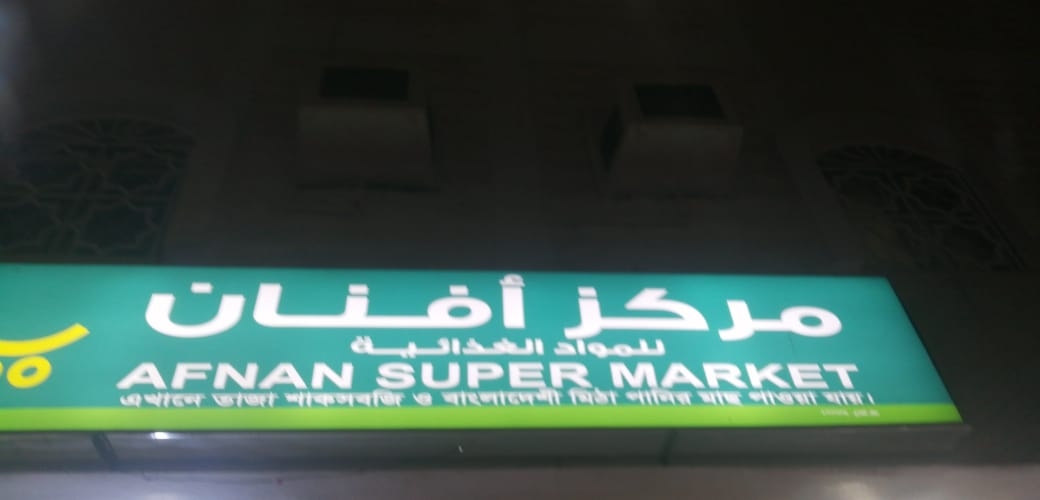 مركز أفنان
للمواد الغذائية
AFNAN SUPER MARKET
এখানে তাজা শাকসবজি ও বাংলাদেশী মিঠা পানির মাছ পাওয়া যায়।